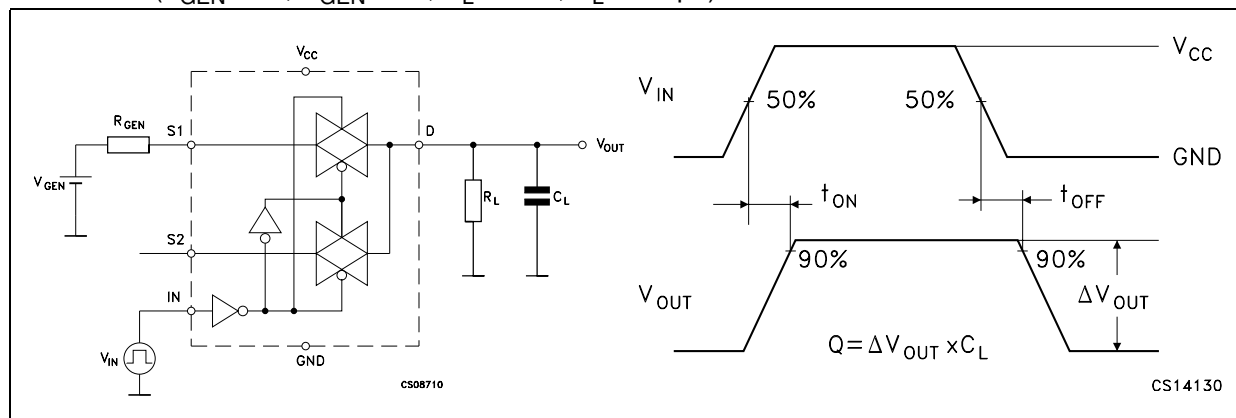 V_CC
R_GEN
S1
D
V_OUT
V_GEN
R_L
C_L
S2
IN
V_IN
GND
CS08710
V_CC
V_IN
50%
50%
GND
t_ON
t_OFF
90%
90%
V_OUT
ΔV_OUT
Q=ΔV_OUT xC_L
CS14130